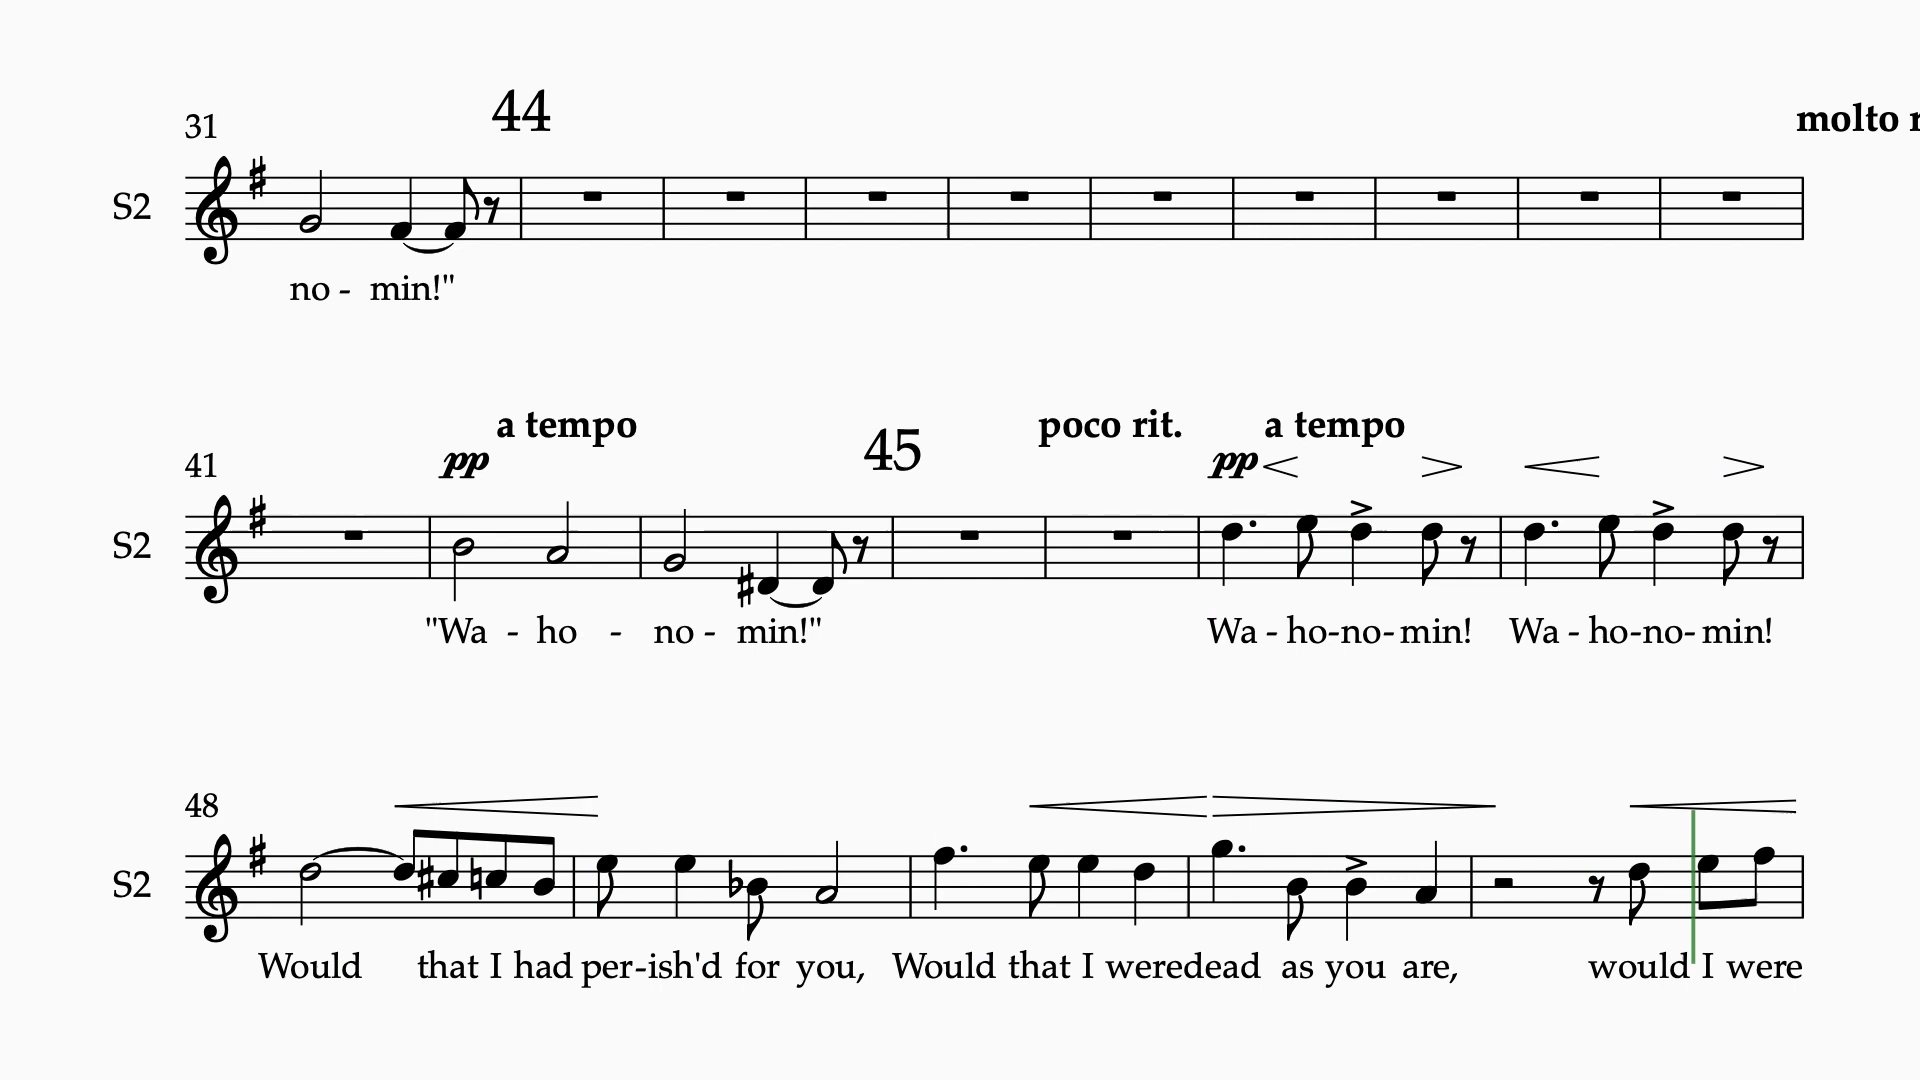 44
31
molto r
S2
no - min!"
a tempo poco rit. a tempo
45
41 pp pp
S2
"Wa - ho - no - min!" Wa - ho-no-min! Wa - ho-no-min!
48
S2
Would that I had per-ish'd for you, Would that I were dead as you are, would I were